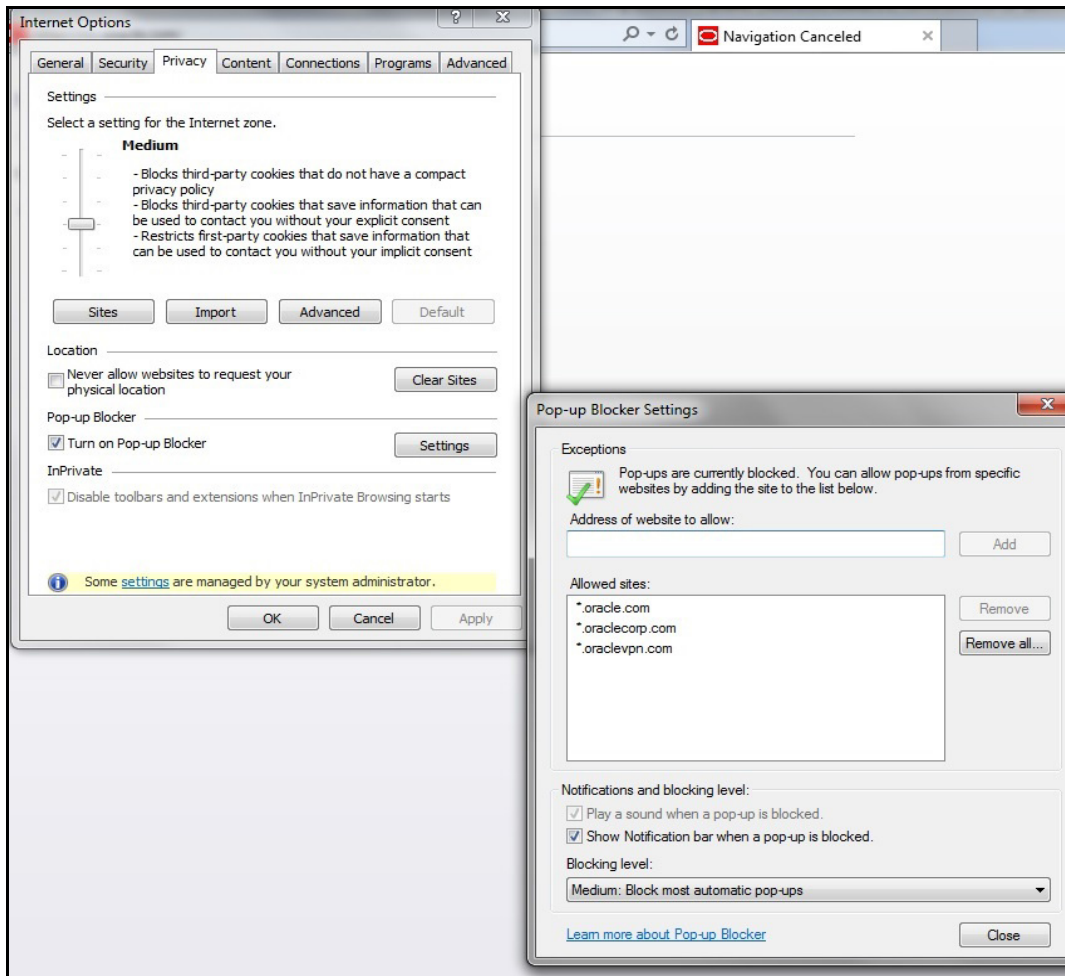 Internet Options
Navigation Canceled
General Security Privacy Content Connections Programs Advanced
Settings
Select a setting for the Internet zone.
Medium
- Blocks third-party cookies that do not have a compact
privacy policy
- Blocks third-party cookies that save information that can
be used to contact you without your explicit consent
- Restricts first-party cookies that save information that
can be used to contact you without your implicit consent
Sites Import Advanced Default
Location
Never allow websites to request your
physical location
Clear Sites
Pop-up Blocker
Turn on Pop-up Blocker
Settings
InPrivate
Disable toolbars and extensions when InPrivate Browsing starts
Some settings are managed by your system administrator.
OK Cancel Apply
Pop-up Blocker Settings
Exceptions
Pop-ups are currently blocked. You can allow pop-ups from specific
websites by adding the site to the list below.
Address of website to allow:
Add
Allowed sites:
*.oracle.com
*.oraclecorp.com
*.oraclevpn.com
Remove
Remove all...
Notifications and blocking level:
Play a sound when a pop-up is blocked.
Show Notification bar when a pop-up is blocked.
Blocking level:
Medium: Block most automatic pop-ups
Learn more about Pop-up Blocker
Close